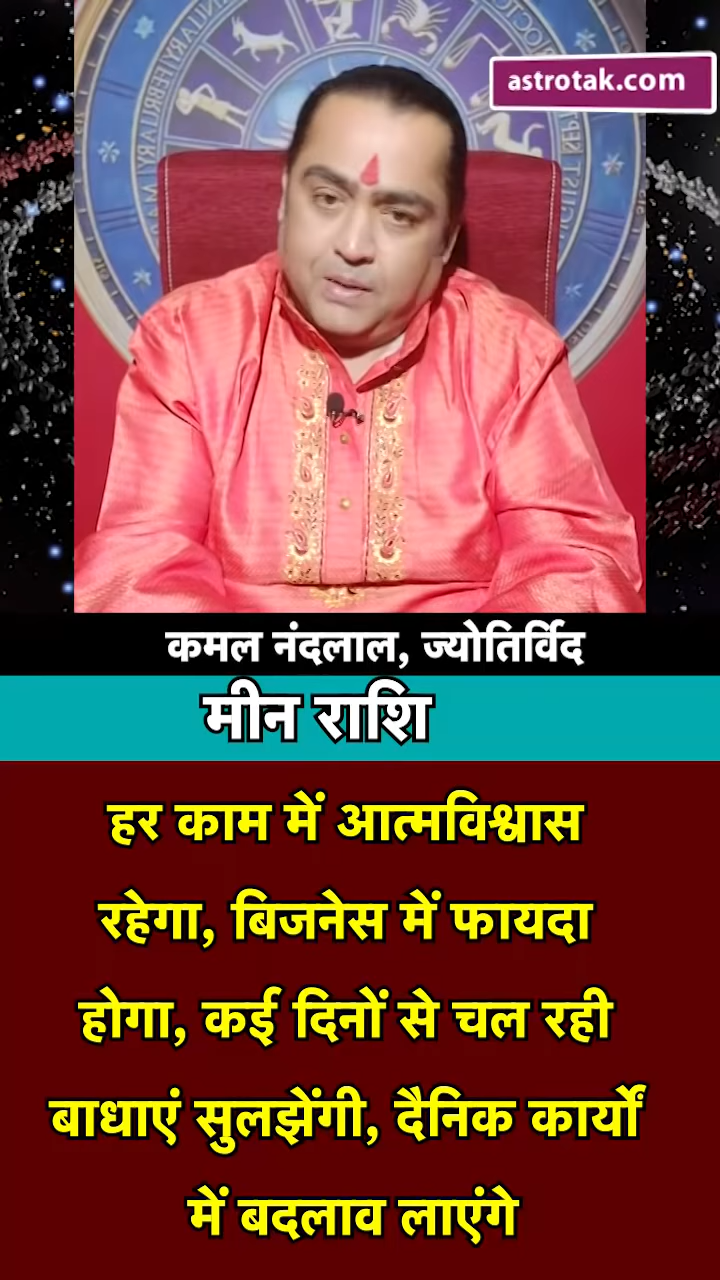 astrotak.com
कमल नंदलाल, ज्योतिर्विद
मीन राशि
हर काम में आत्मविश्वास
रहेगा, बिजनेस में फायदा
होगा, कई दिनों से चल रही
बाधाएं सुलझेंगी, दैनिक कार्यों
में बदलाव लाएंगे